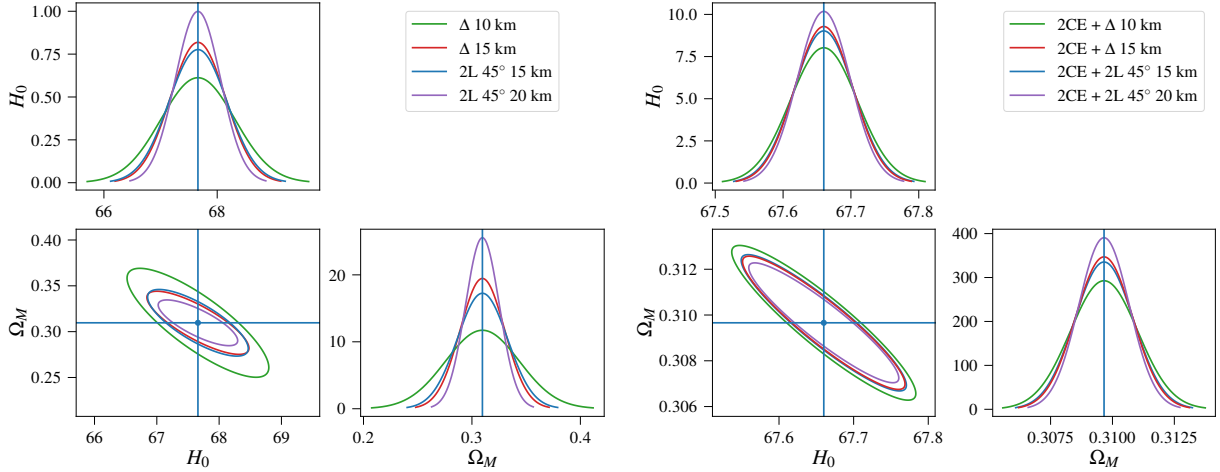 1.00
0.75
0.50
0.25
0.00
H₀
66
68
Δ 10 km
Δ 15 km
2L 45° 15 km
2L 45° 20 km
0.40
0.35
0.30
0.25
Ω_M
66
67
68
69
H₀
20
10
0
0.2
0.3
0.4
Ω_M
10.0
7.5
5.0
2.5
0.0
H₀
67.5
67.6
67.7
67.8
2CE + Δ 10 km
2CE + Δ 15 km
2CE + 2L 45° 15 km
2CE + 2L 45° 20 km
0.312
0.310
0.308
0.306
Ω_M
67.6
67.7
67.8
H₀
400
300
200
100
0
0.3075
0.3100
0.3125
Ω_M